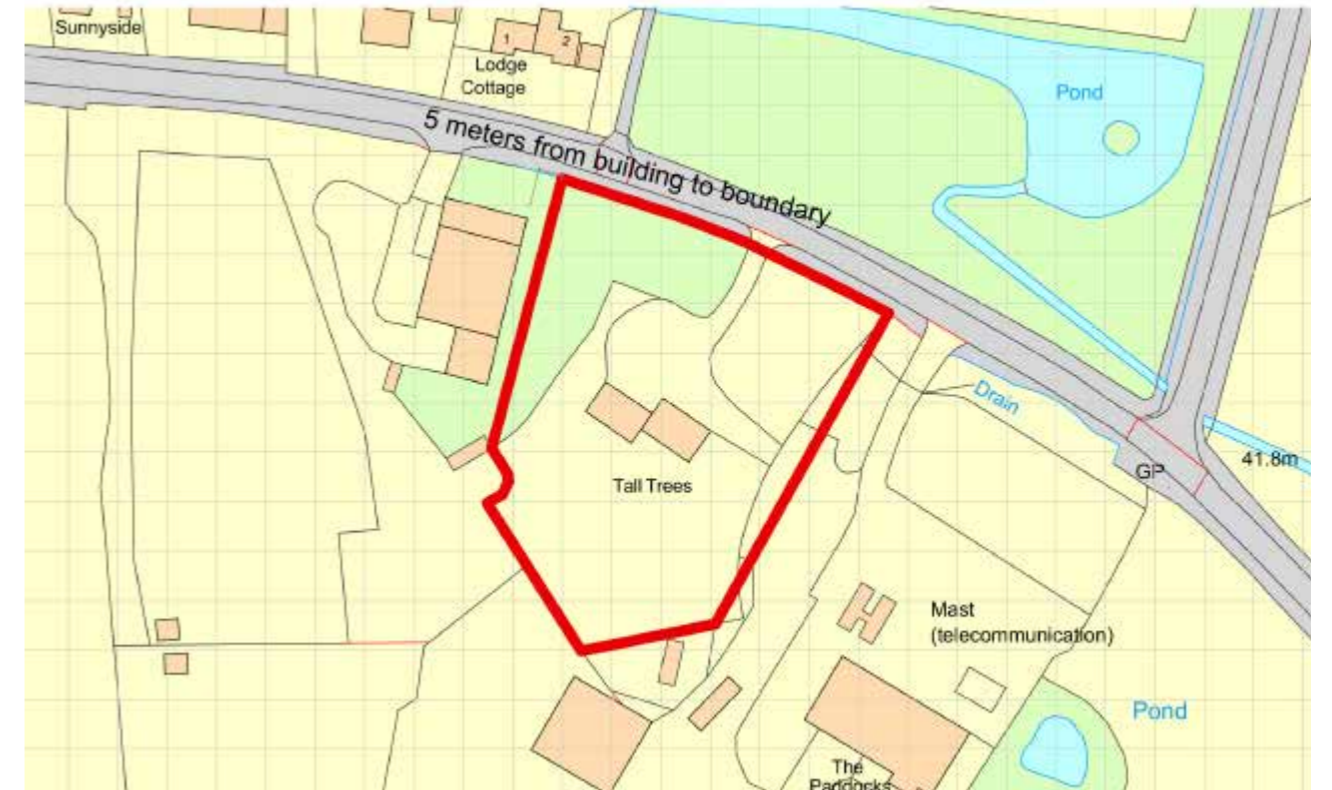 Sunnyside
1
2
Lodge
Cottage
Pond
5 meters from building to boundary
Drain
41.8m
GP
Tall Trees
Mast
(telecommunication)
Pond
The
Paddocks